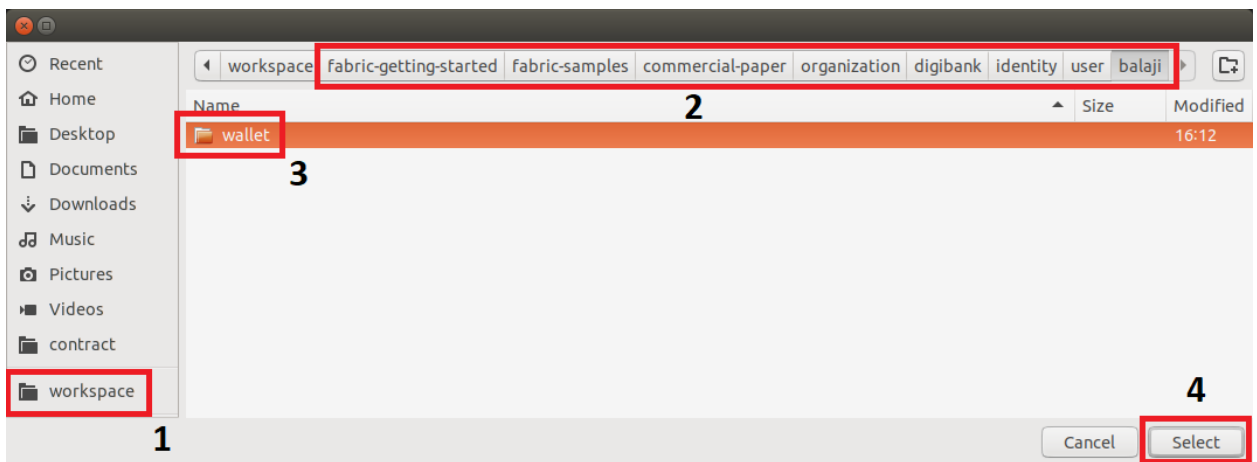 Recent
Home
Desktop
Documents
Downloads
Music
Pictures
Videos
contract
workspace
1
workspace fabric-getting-started fabric-samples commercial-paper organization digibank identity user balaji
2
Name Size Modified
wallet 16:12
3
4
Cancel Select